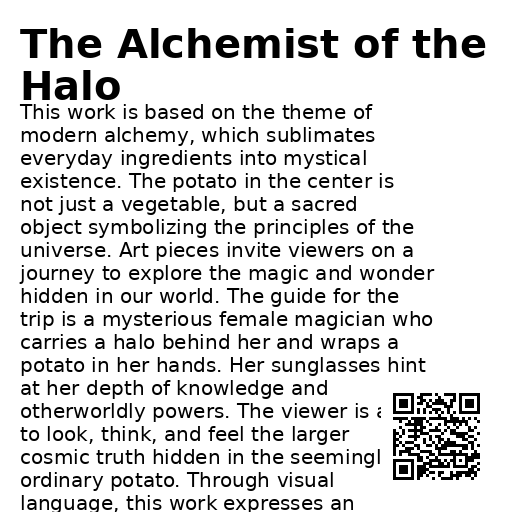 The Alchemist of the
Halo
This work is based on the theme of
modern alchemy, which sublimates
everyday ingredients into mystical
existence. The potato in the center is
not just a vegetable, but a sacred
object symbolizing the principles of the
universe. Art pieces invite viewers on a
journey to explore the magic and wonder
hidden in our world. The guide for the
trip is a mysterious female magician who
carries a halo behind her and wraps a
potato in her hands. Her sunglasses hint
at her depth of knowledge and
otherworldly powers. The viewer is
to look, think, and feel the larger
cosmic truth hidden in the
ordinary potato. Through visual
language, this work expresses an